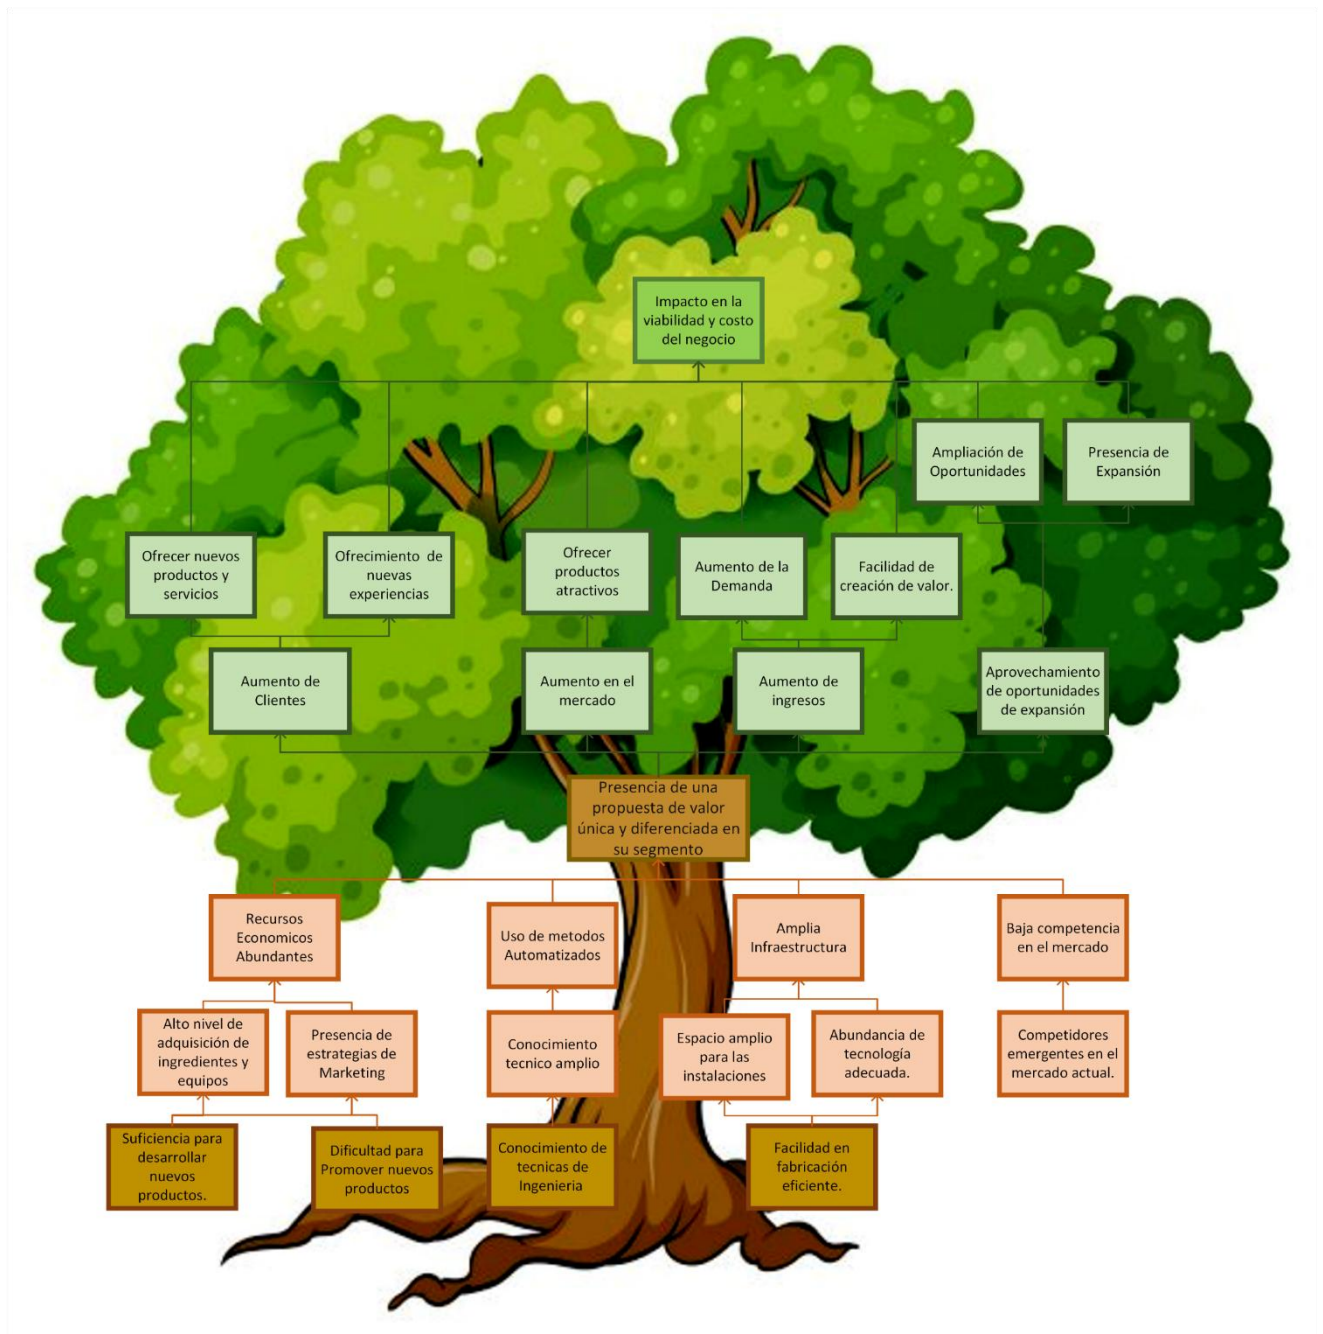 Impacto en la
viabilidad y costo
del negocio
Ampliación de
Oportunidades
Presencia de
Expansión
Ofrecer nuevos
productos y
servicios
Ofrecimiento de
nuevas
experiencias
Ofrecer
productos
atractivos
Aumento de la
Demanda
Facilidad de
creación de valor.
Aumento de
Clientes
Aumento en el
mercado
Aumento de
ingresos
Aprovechamiento
de oportunidades
de expansión
Presencia de una
propuesta de valor
única y diferenciada en
su segmento
Recursos
Economicos
Abundantes
Uso de metodos
Automatizados
Amplia
Infraestructura
Baja competencia
en el mercado
Alto nivel de
adquisición de
ingredientes y
equipos
Presencia de
estrategias de
Marketing
Conocimiento
tecnico amplio
Espacio amplio
para las
instalaciones
Abundancia de
tecnología
adecuada.
Competidores
emergentes en el
mercado actual.
Suficiencia para
desarrollar
nuevos
productos.
Dificultad para
Promover nuevos
productos
Conocimiento de
tecnicas de
Ingenieria
Facilidad en
fabricación
eficiente.